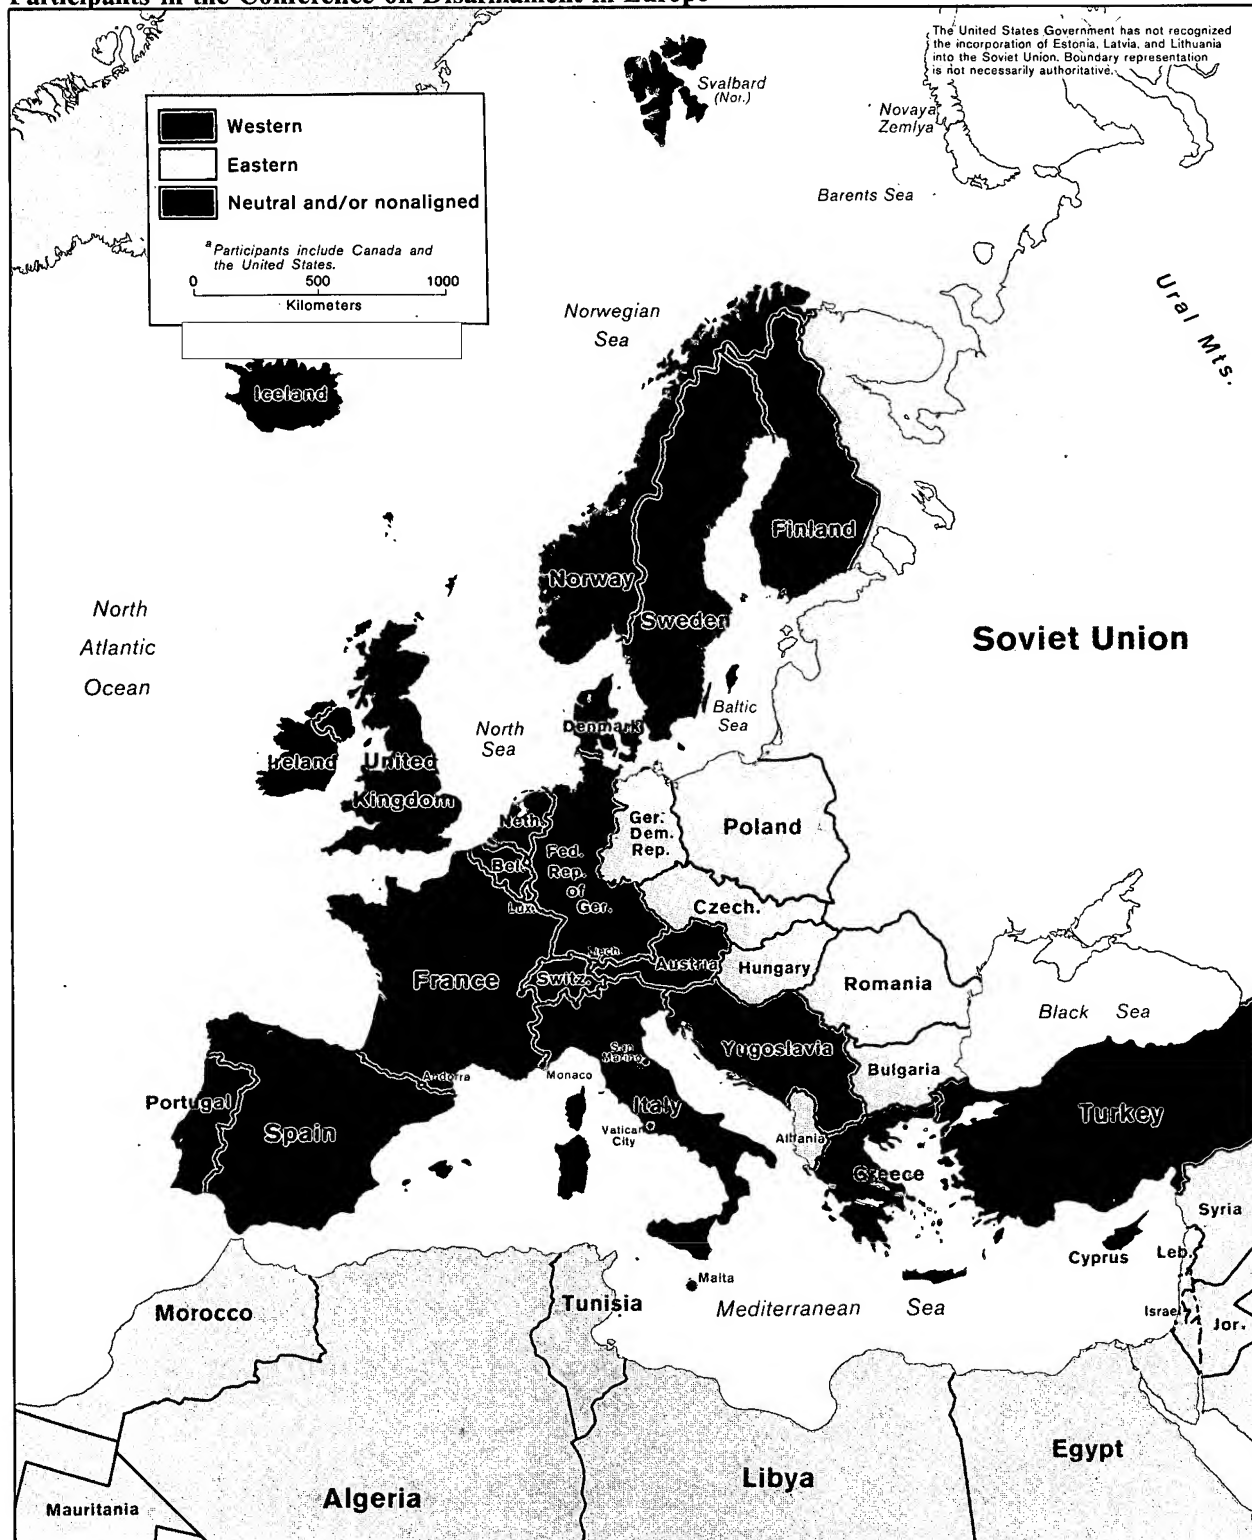 Participants in the Conference on Disarmament in Europe
The United States Government has not recognized
the incorporation of Estonia, Latvia, and Lithuania
into the Soviet Union. Boundary representation
is not necessarily authoritative.
Svalbard
(Nor.)
Novaya
Zemlya
Barents Sea
Western
Eastern
Neutral and/or nonaligned
a Participants include Canada and
the United States.
0 500 1000
Kilometers
Ural Mts.
Norwegian
Sea
Iceland
Finland
Norway
Sweden
North
Atlantic
Ocean
Soviet Union
Baltic
Sea
North
Sea
Denmark
Ireland
United
Kingdom
Neth.
Ger.
Dem.
Rep.
Poland
Bel.
Fed.
Rep.
of
Ger.
Lux.
Czech.
Liech.
Austria
Hungary
Switz.
France
Romania
Black Sea
San
Marino
Yugoslavia
Bulgaria
Andorra
Monaco
Portugal
Spain
Italy
Vatican
City
Albania
Turkey
Greece
Syria
Cyprus
Leb.
Malta
Mediterranean Sea
Israel
Jor.
Morocco
Tunisia
Algeria
Libya
Egypt
Mauritania